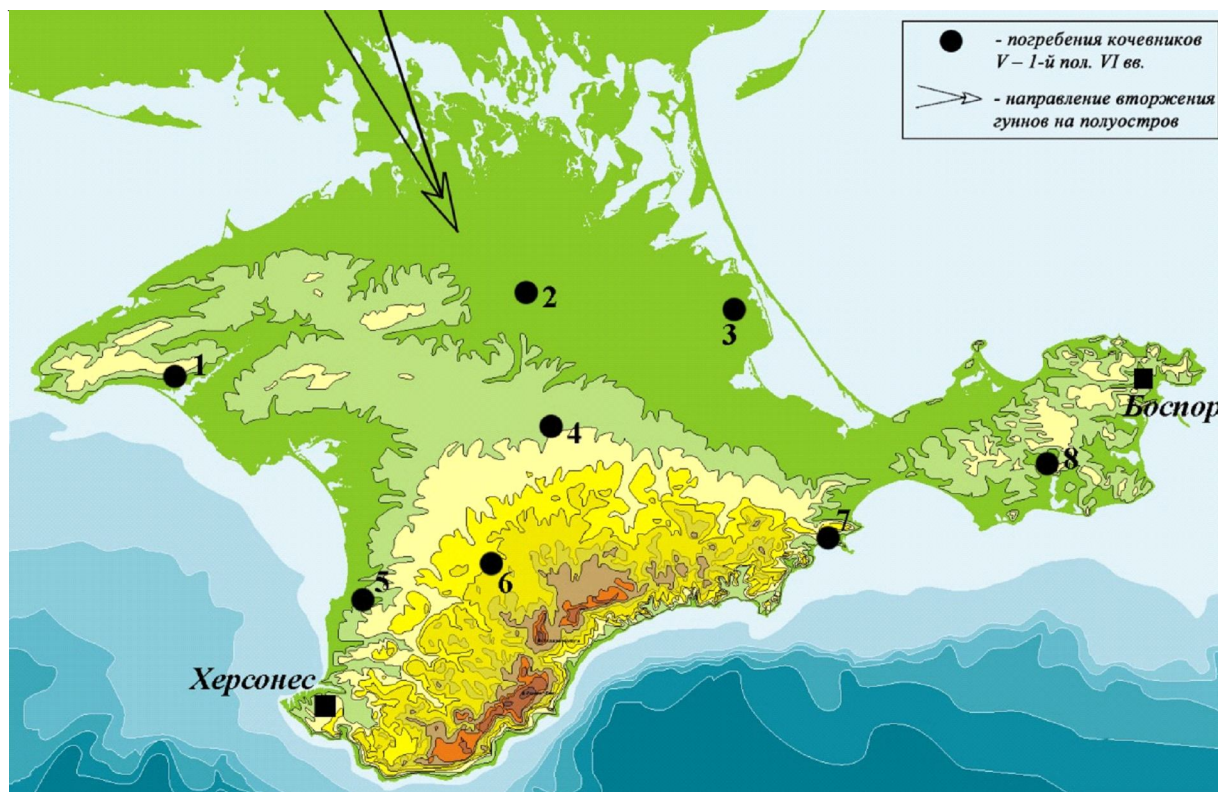 - погребения кочевников
V – 1-й пол. VI вв.
- направление вторжения
гуннов на полуостров
2
3
1
Боспор
4
8
7
6
5
Херсонес